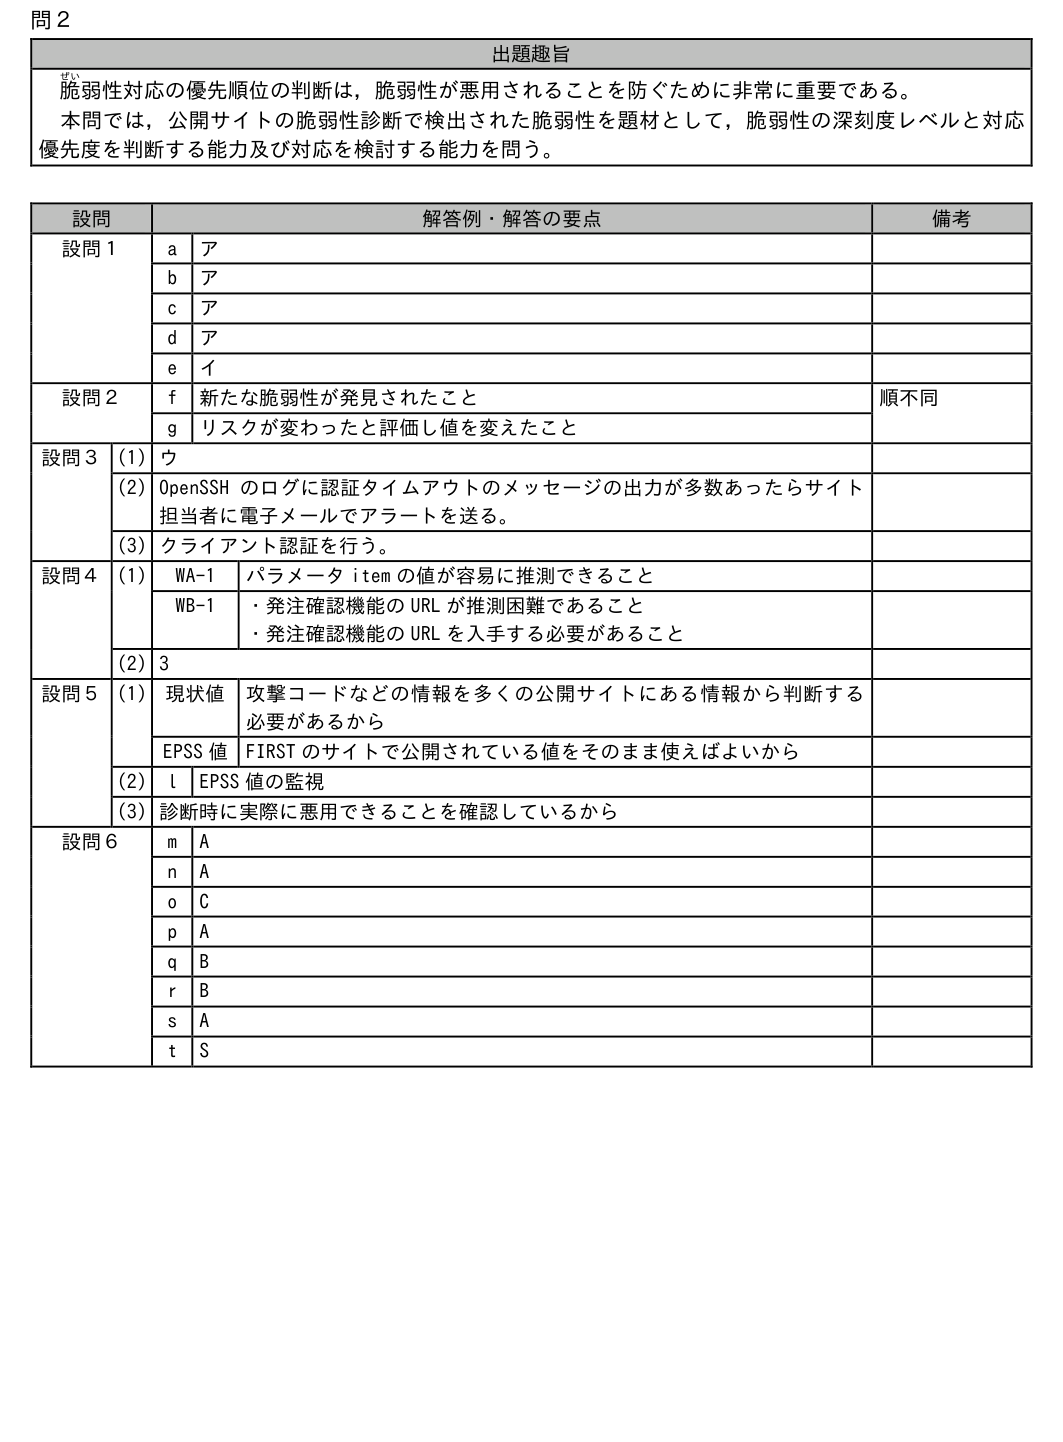 問２
出題趣旨
ぜい
脆弱性対応の優先順位の判断は，脆弱性が悪用されることを防ぐために非常に重要である。
本問では，公開サイトの脆弱性診断で検出された脆弱性を題材として，脆弱性の深刻度レベルと対応
優先度を判断する能力及び対応を検討する能力を問う。
設問 解答例・解答の要点 備考
設問１ a ア
b ア
c ア
d ア
e イ
設問２ f 新たな脆弱性が発見されたこと 順不同
g リスクが変わったと評価し値を変えたこと
設問３ (1) ウ
(2) OpenSSH のログに認証タイムアウトのメッセージの出力が多数あったらサイト
担当者に電子メールでアラートを送る。
(3) クライアント認証を行う。
設問４ (1) WA-1 パラメータ item の値が容易に推測できること
WB-1 ・発注確認機能の URL が推測困難であること
・発注確認機能の URL を入手する必要があること
(2) 3
設問５ (1) 現状値 攻撃コードなどの情報を多くの公開サイトにある情報から判断する
必要があるから
EPSS 値 FIRST のサイトで公開されている値をそのまま使えばよいから
(2) l EPSS 値の監視
(3) 診断時に実際に悪用できることを確認しているから
設問６ m A
n A
o C
p A
q B
r B
s A
t S